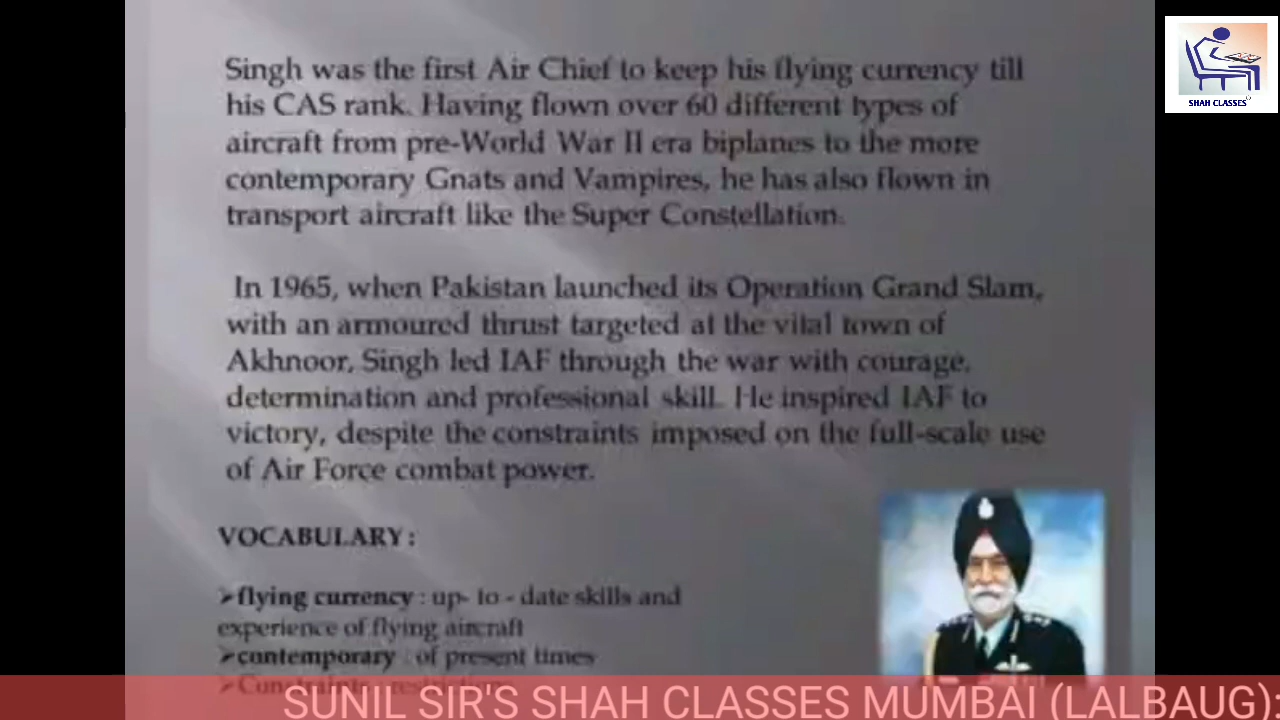 SHAH CLASSES
Singh was the first Air Chief to keep his flying currency till
his CAS rank. Having flown over 60 different types of
aircraft from pre-World War II era biplanes to the more
contemporary Gnats and Vampires, he has also flown in
transport aircraft like the Super Constellation.
In 1965, when Pakistan launched its Operation Grand Slam,
with an armoured thrust targeted at the vital town of
Akhnoor, Singh led IAF through the war with courage,
determination and professional skill. He inspired IAF to
victory, despite the constraints imposed on the full-scale use
of Air Force combat power.
VOCABULARY :
➢flying currency : up- to - date skills and
experience of flying aircraft
➢contemporary : of present times
➢Constraints : restrictions
SUNIL SIR'S SHAH CLASSES MUMBAI (LALBAUG):